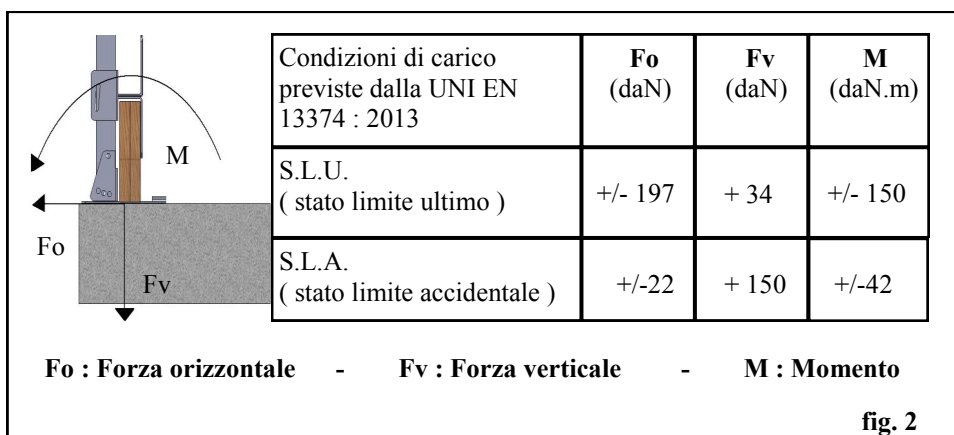 Condizioni di carico
previste dalla UNI EN
13374 : 2013
Fo
(daN)
Fv
(daN)
M
(daN.m)
S.L.U.
( stato limite ultimo )
+/- 197
+ 34
+/- 150
S.L.A.
( stato limite accidentale )
+/-22
+ 150
+/-42
M
Fo
Fv
Fo : Forza orizzontale - Fv : Forza verticale - M : Momento
fig. 2